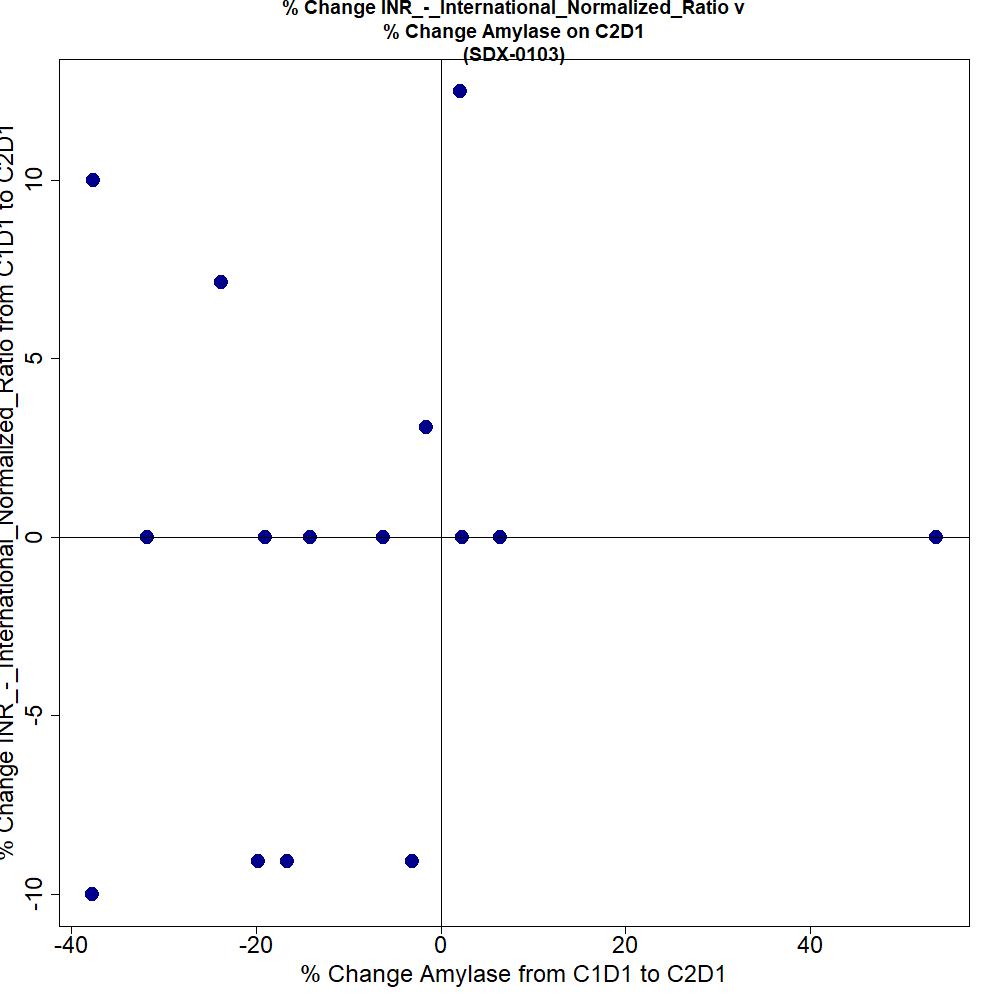 % Change INR_-_International_Normalized_Ratio v
% Change Amylase on C2D1
(SDX-0103)
% Change INR_-_International_Normalized_Ratio from C1D1 to C2D1
10
5
0
-5
-10
-40
-20
0
20
40
% Change Amylase from C1D1 to C2D1